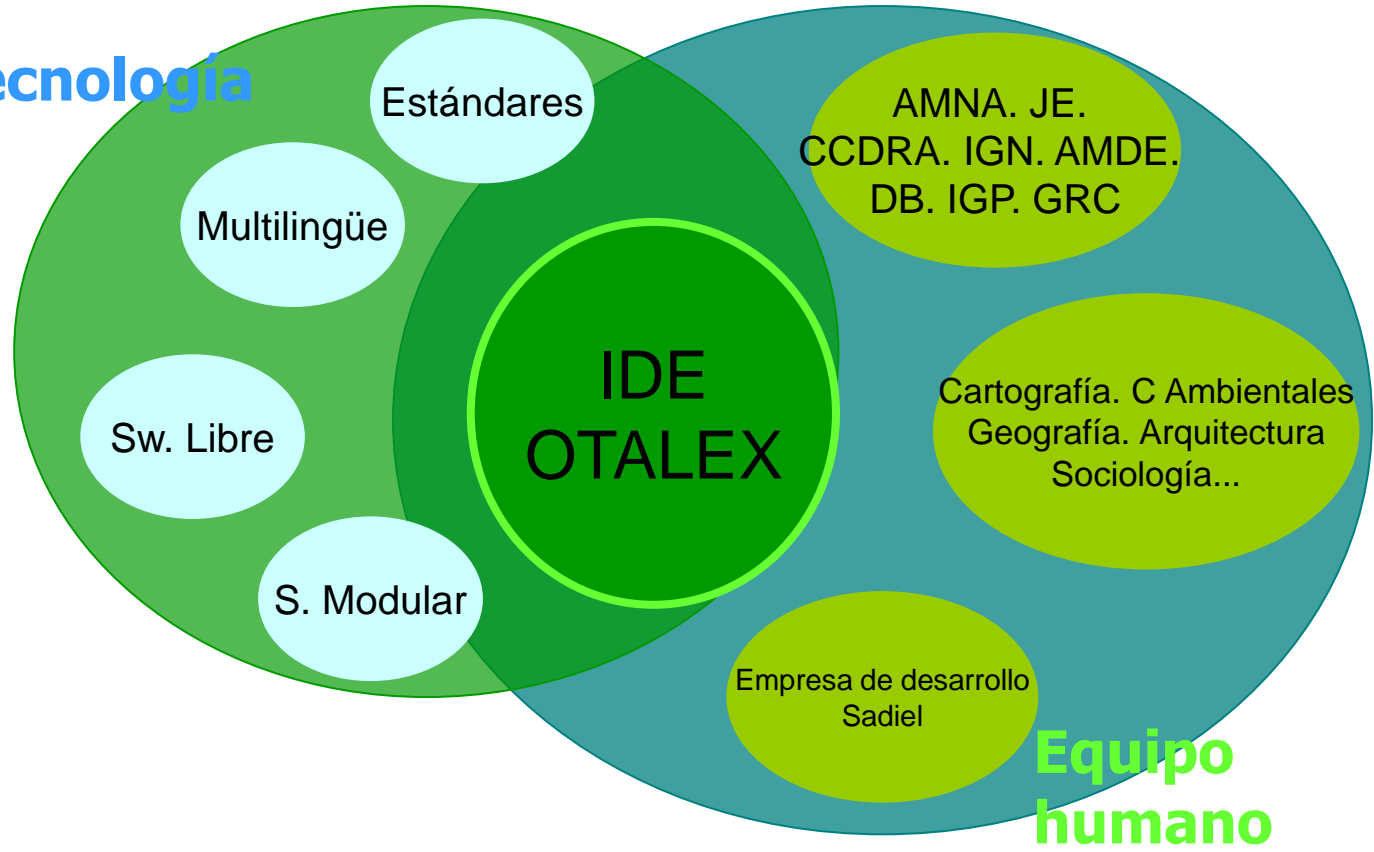 ecnología
Estándares
Multilingüe
Sw. Libre
S. Modular
IDE
OTALEX
AMNA. JE.
CCDRA. IGN. AMDE.
DB. IGP. GRC
Cartografía. C Ambientales
Geografía. Arquitectura
Sociología...
Empresa de desarrollo
Sadiel
Equipo
humano